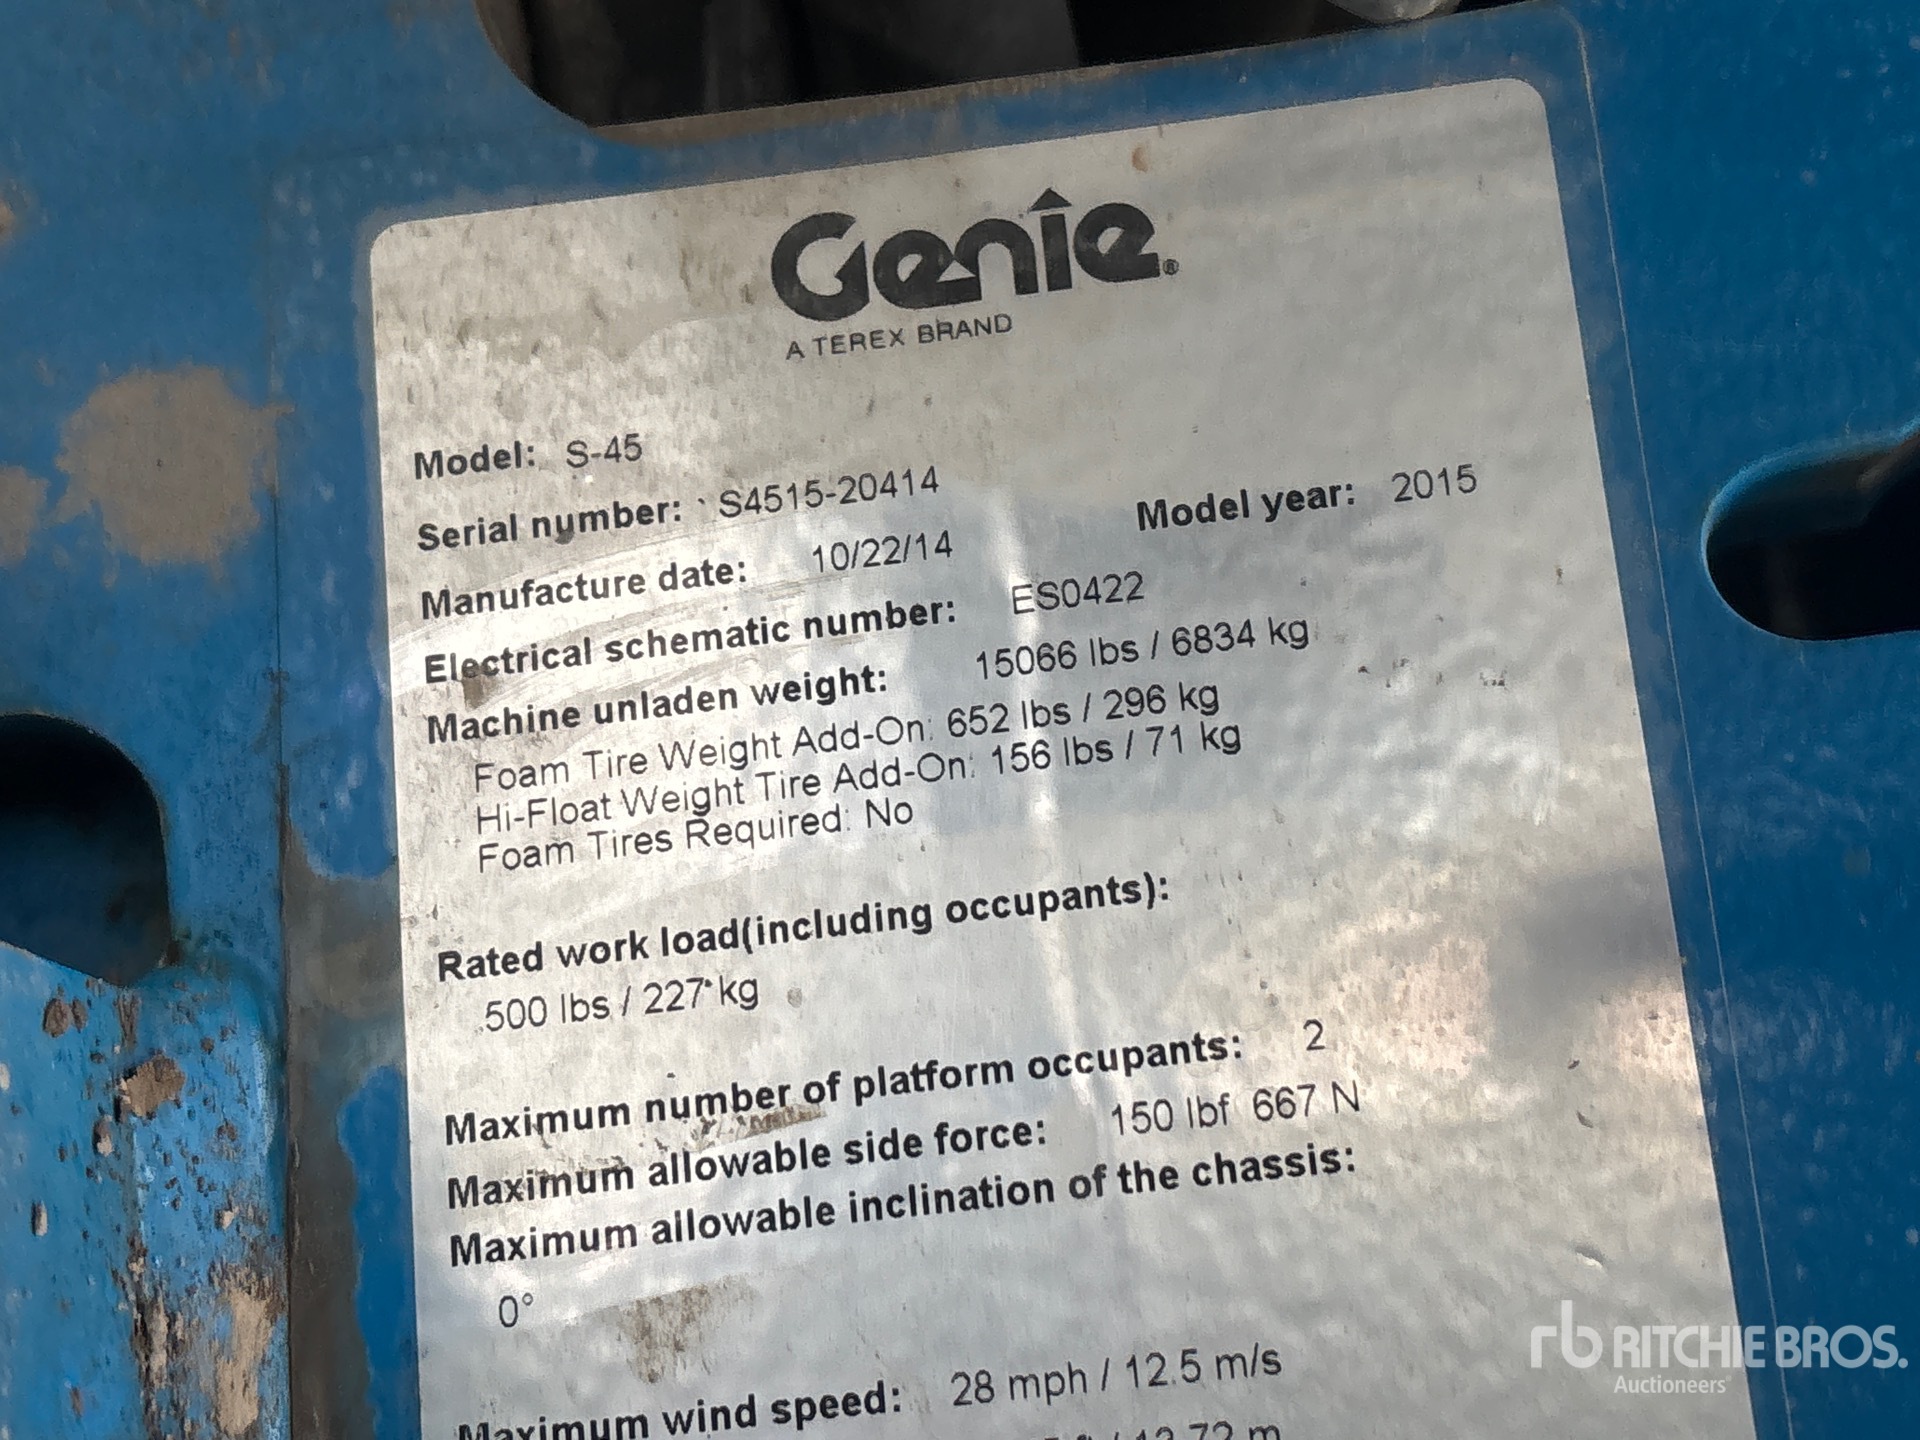 Genie®
A TEREX BRAND
Model: S-45
Serial number: S4515-20414
Manufacture date: 10/22/14 Model year: 2015
Electrical schematic number: ES0422
Machine unladen weight: 15066 lbs / 6834 kg
Foam Tire Weight Add-On: 652 lbs / 296 kg
Hi-Float Weight Tire Add-On: 156 lbs / 71 kg
Foam Tires Required: No
Rated work load(including occupants):
500 lbs / 227 kg
Maximum number of platform occupants: 2
Maximum allowable side force: 150 lbf 667 N
Maximum allowable inclination of the chassis:
0°
Maximum wind speed: 28 mph / 12.5 m/s
/ 13.72 m
rb RITCHIE BROS.
Auctioneers